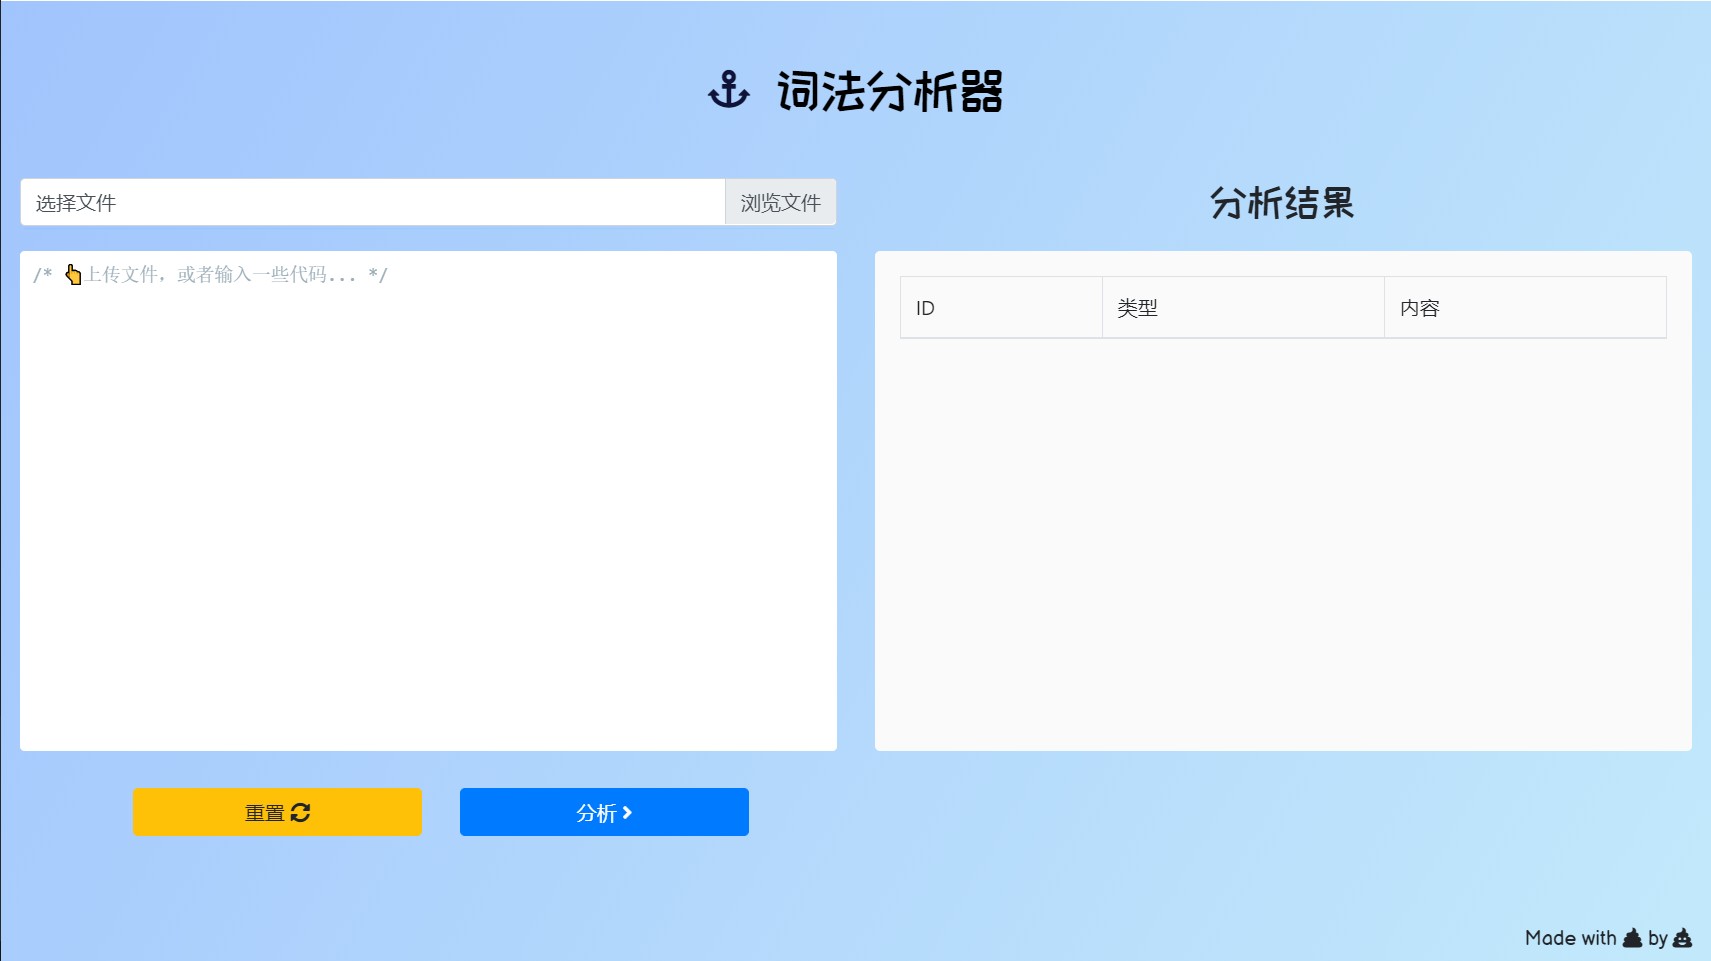 词法分析器
选择文件 浏览文件
/* 👆上传文件，或者输入一些代码... */
重置
分析
分析结果
ID 类型 内容
Made with 💩 by 💩